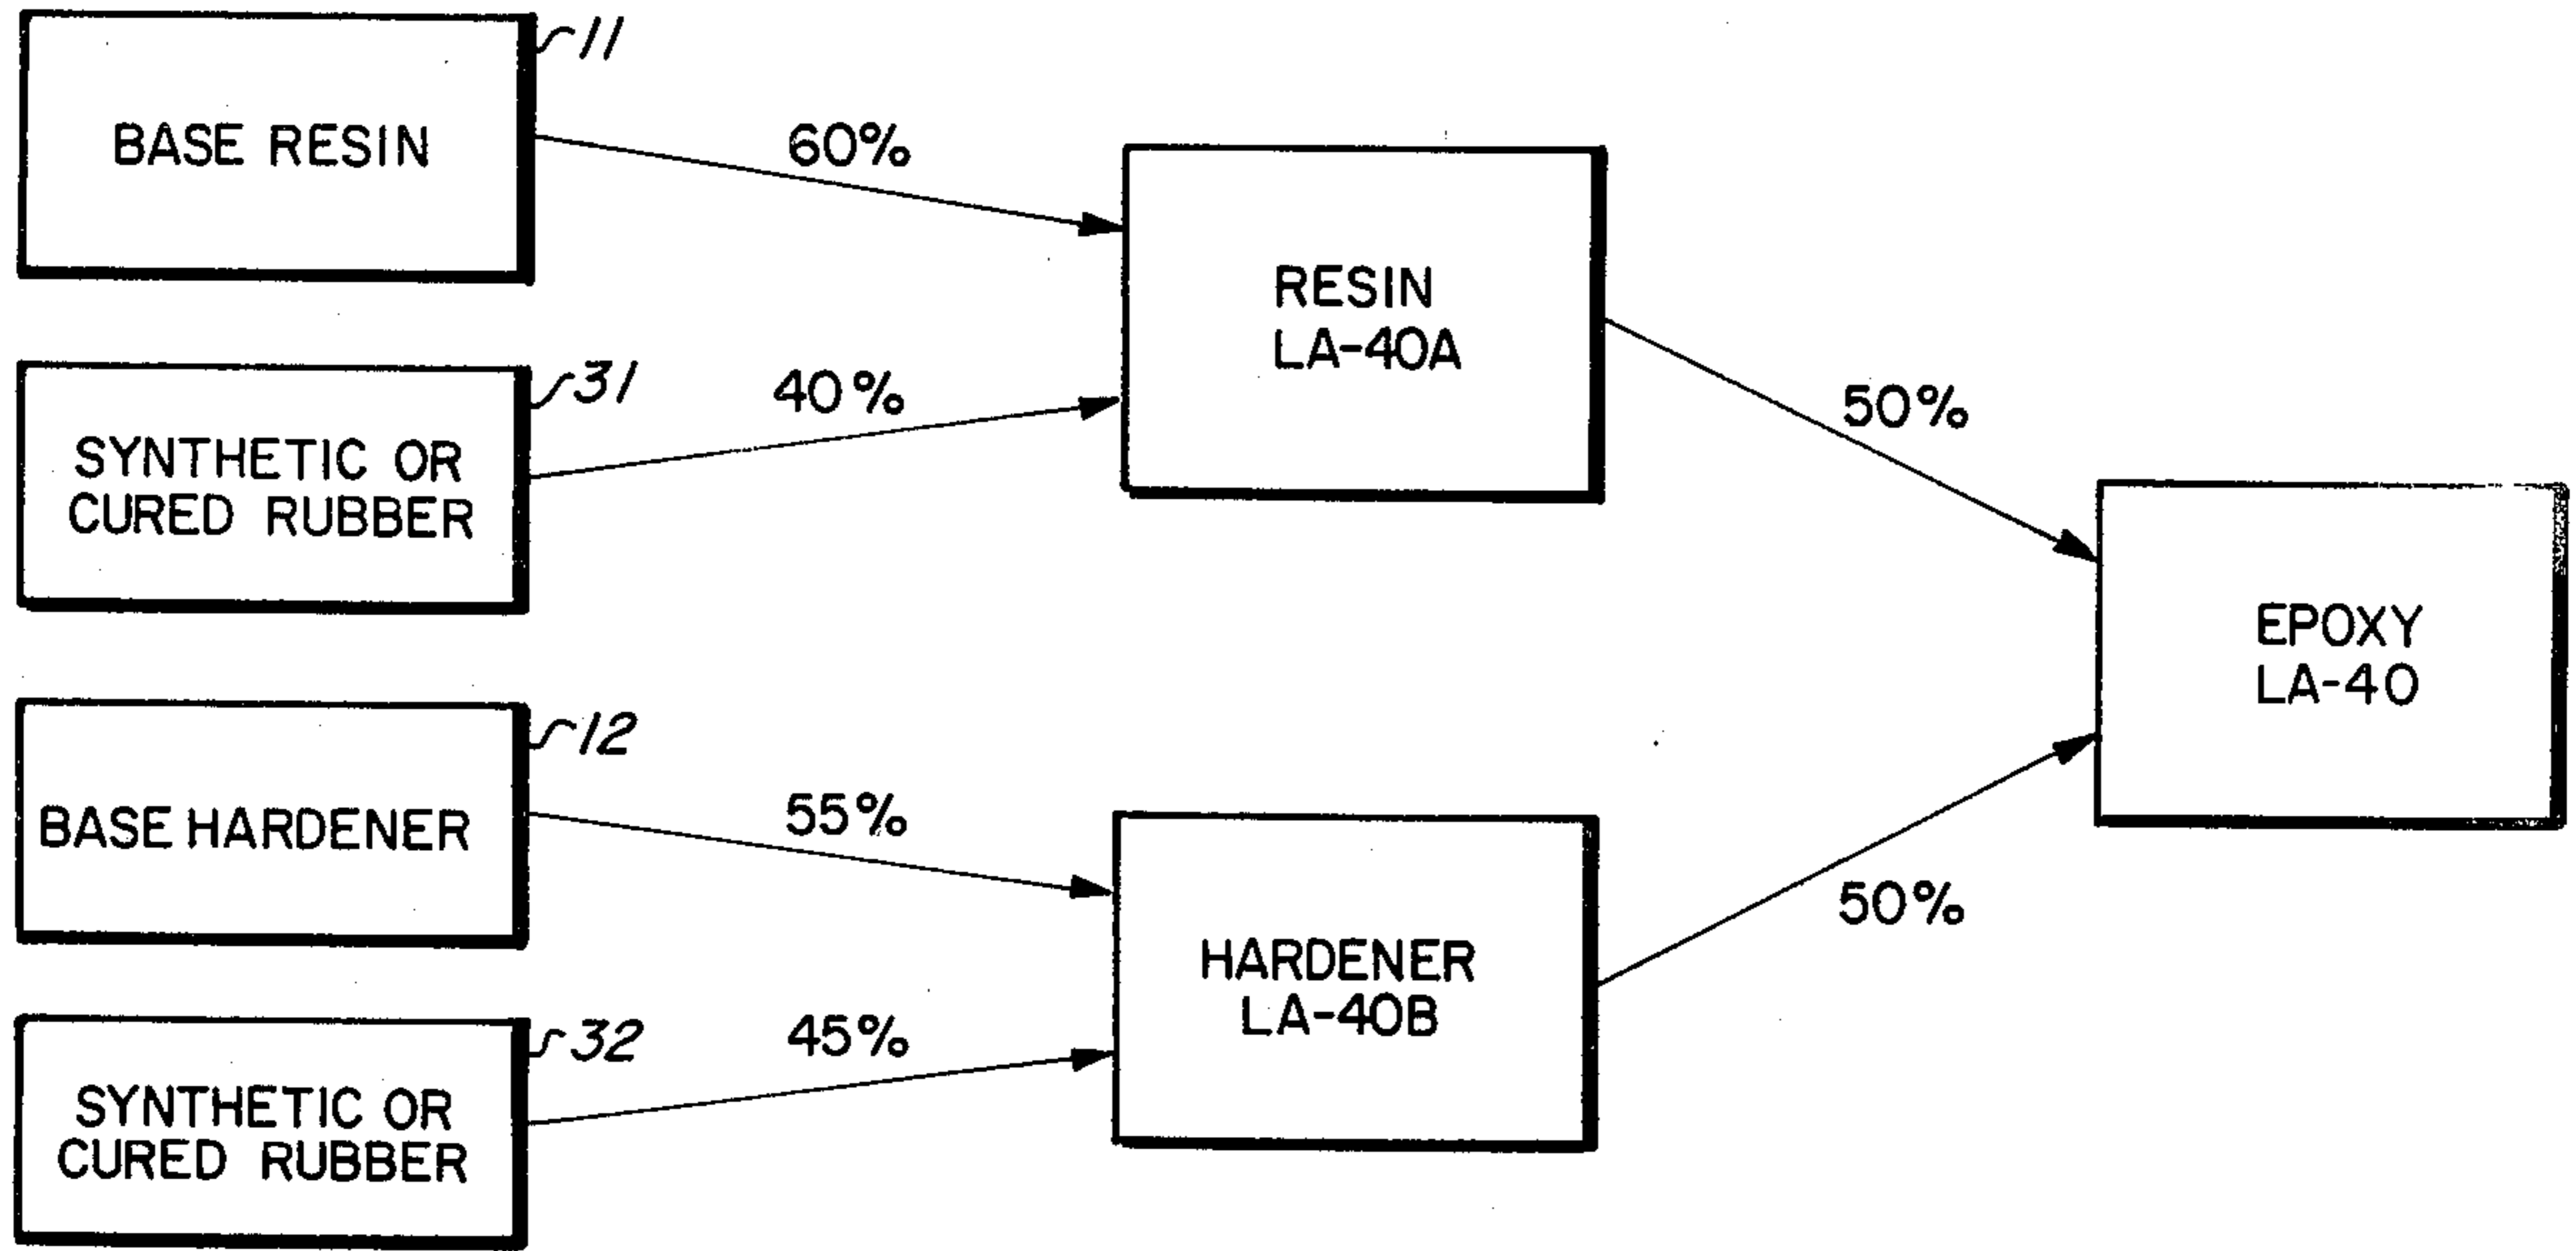 11
BASE RESIN
60%
31
SYNTHETIC OR
CURED RUBBER
40%
RESIN
LA-40A
50%
12
BASE HARDENER
55%
32
SYNTHETIC OR
CURED RUBBER
45%
HARDENER
LA-40B
50%
EPOXY
LA-40